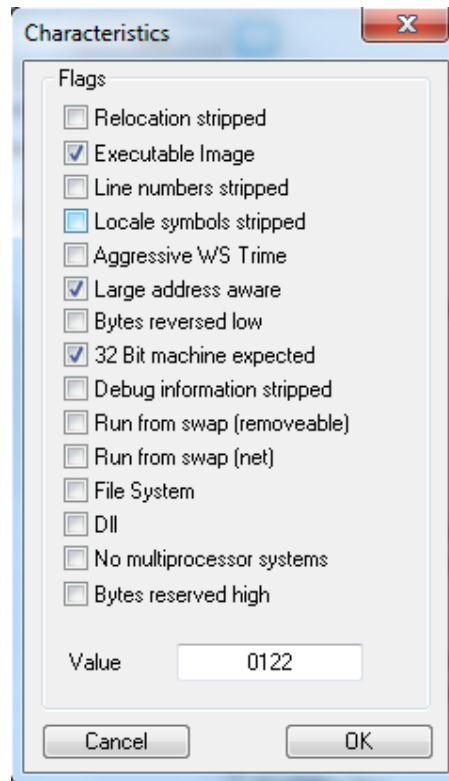 Characteristics
Flags
Relocation stripped
Executable Image
Line numbers stripped
Locale symbols stripped
Aggressive WS Trime
Large address aware
Bytes reversed low
32 Bit machine expected
Debug information stripped
Run from swap (removeable)
Run from swap (net)
File System
Dll
No multiprocessor systems
Bytes reserved high
Value 0122
Cancel OK